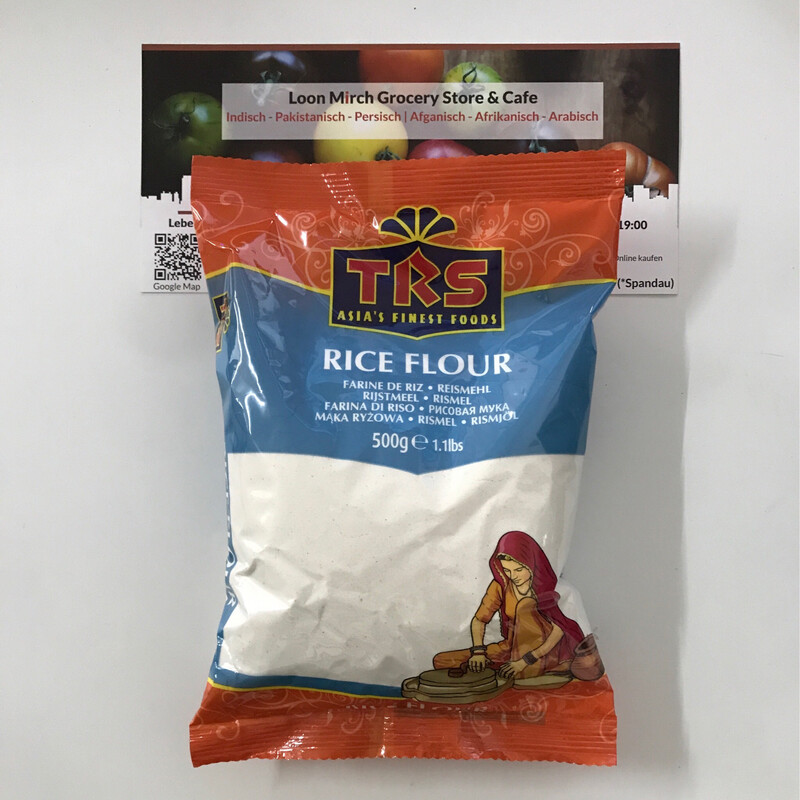 Loon Mirch Grocery Store & Cafe
Indisch - Pakistanisch - Persisch | Afganisch - Afrikanisch - Arabisch
19:00
Online kaufen
Google Map
(*Spandau)
TRS
ASIA'S FINEST FOODS
RICE FLOUR
FARINE DE RIZ • REISMEHL
RIJSTMEEL • RISMEL
FARINA DI RISO • РИСОВАЯ МУКА
MĄKA RYŻOWA • RISMEL • RISMJÖL
500g ℮ 1.1lbs